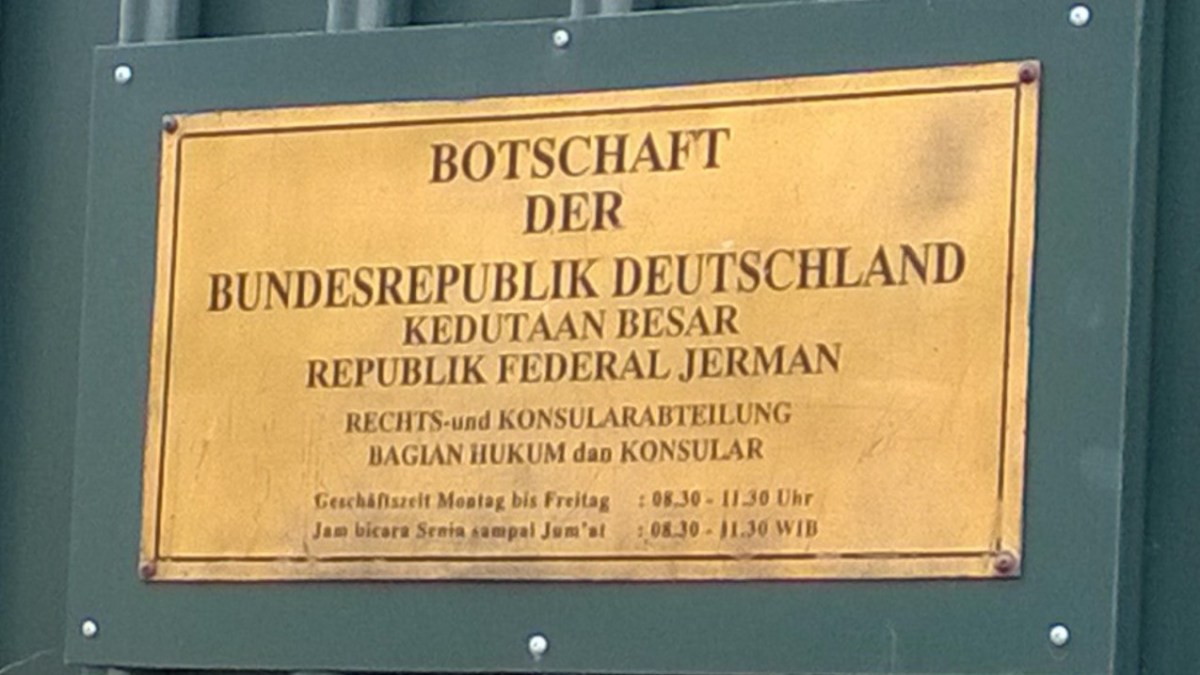 BOTSCHAFT
DER
BUNDESREPUBLIK DEUTSCHLAND
KEDUTAAN BESAR
REPUBLIK FEDERAL JERMAN
RECHTS-und KONSULARABTEILUNG
BAGIAN HUKUM dan KONSULAR
Geschäftszeit Montag bis Freitag : 08.30 - 11.30 Uhr
Jam bicara Senin sampai Jum'at : 08.30 - 11.30 WIB